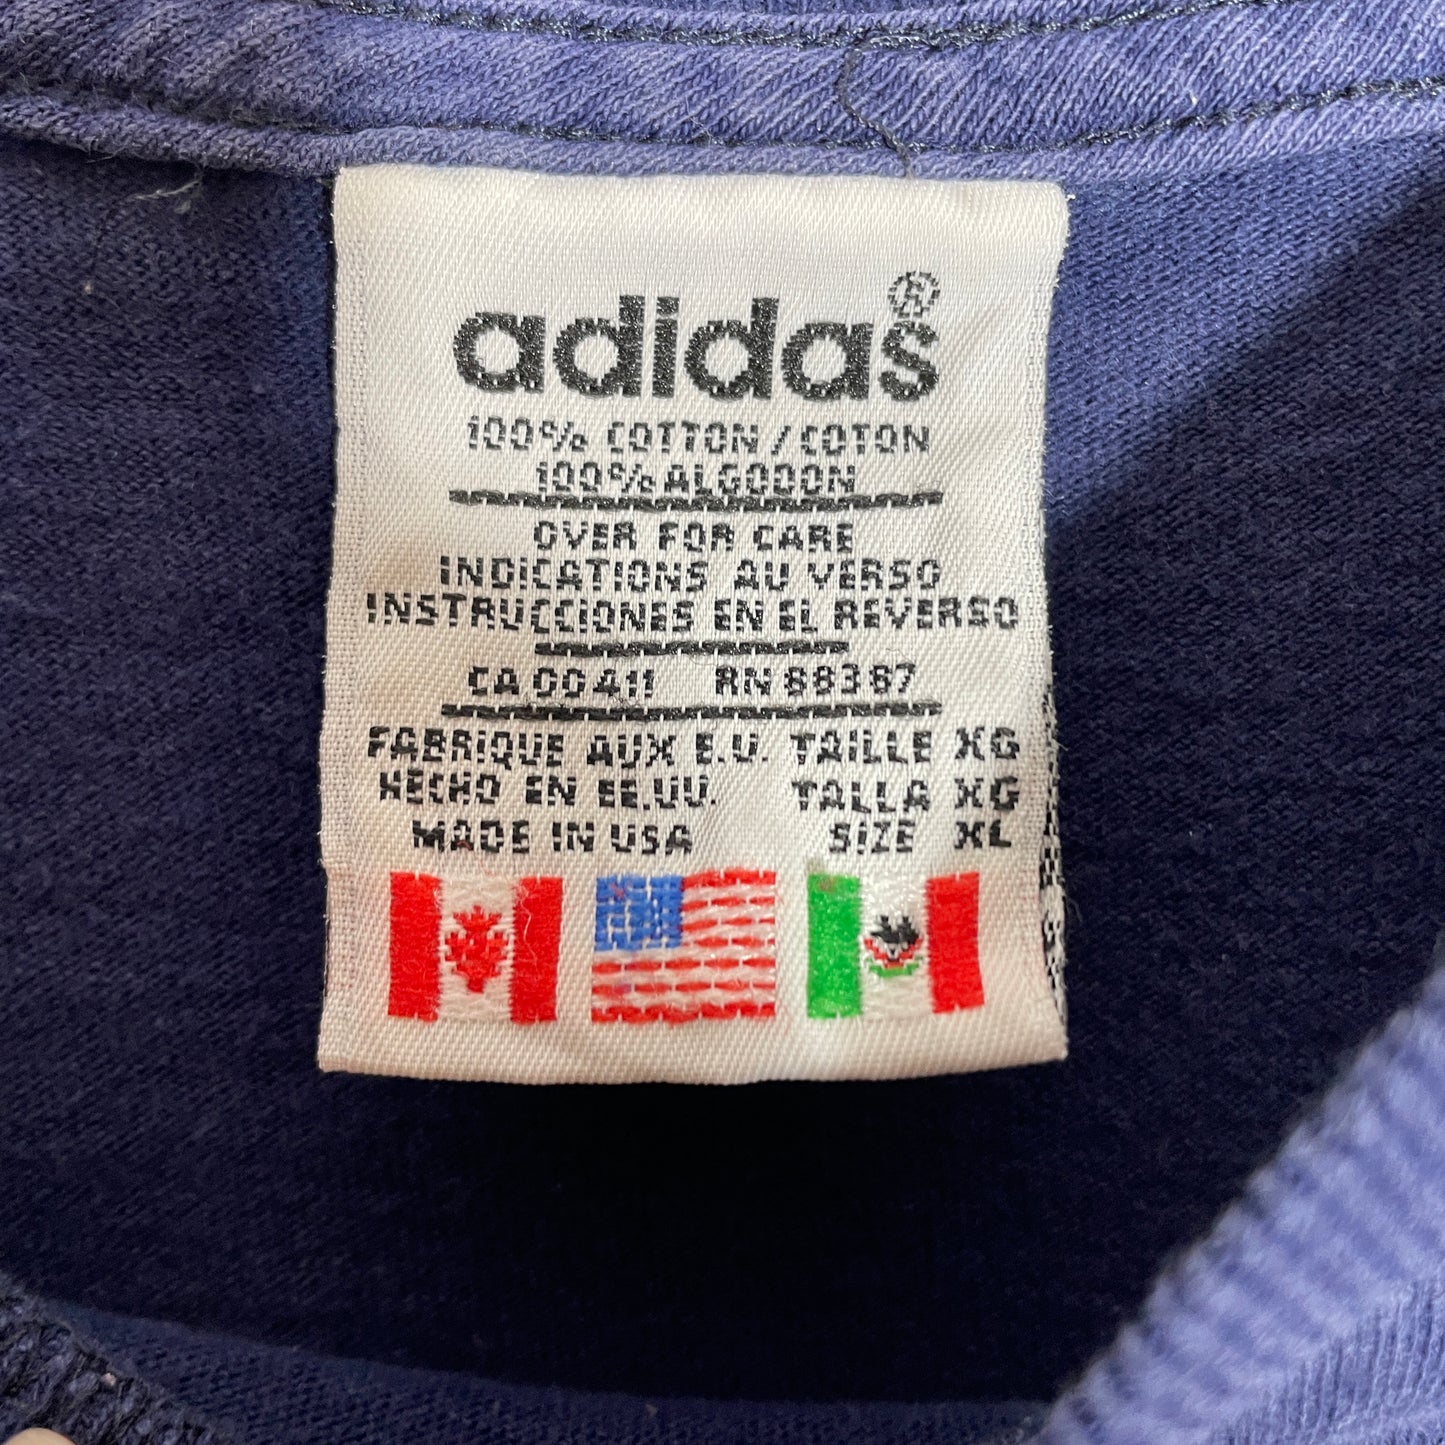 adidas®
100% COTTON / COTON
100% ALGODON
OVER FOR CARE
INDICATIONS AU VERSO
INSTRUCCIONES EN EL REVERSO
CA 00411 RN 88387
FABRIQUE AUX E.U. TAILLE XG
HECHO EN EE.UU. TALLA XG
MADE IN USA SIZE XL